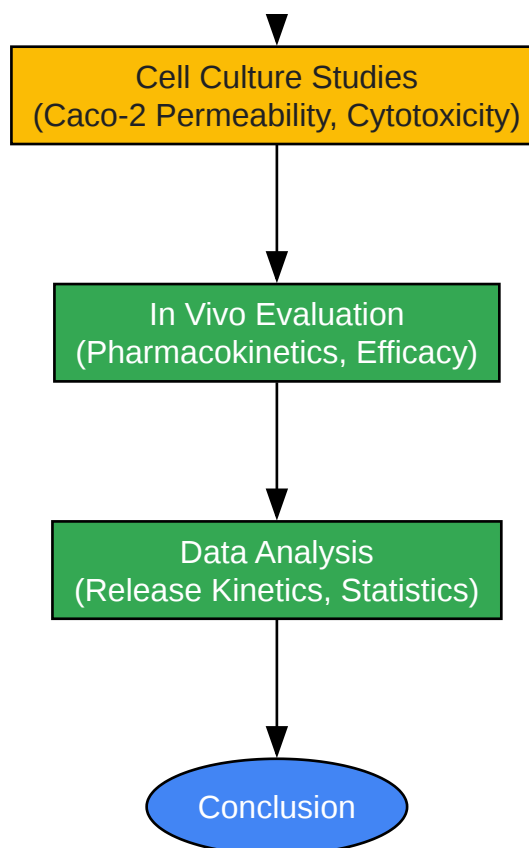 Cell Culture Studies
(Caco-2 Permeability, Cytotoxicity)
In Vivo Evaluation
(Pharmacokinetics, Efficacy)
Data Analysis
(Release Kinetics, Statistics)
Conclusion